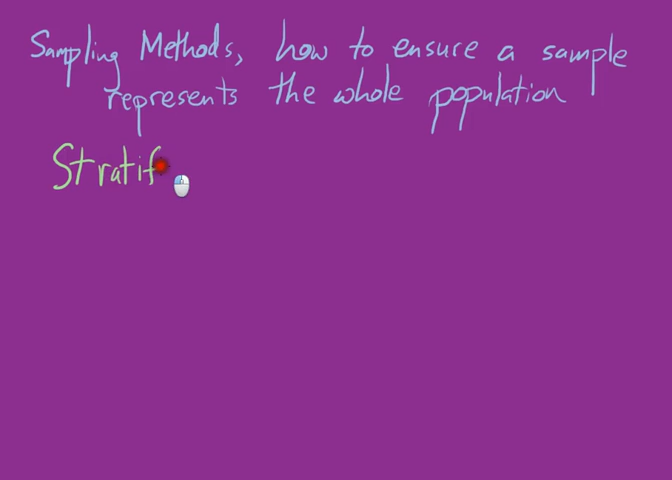 Sampling Methods, how to ensure a sample
represents the whole population
Stratif